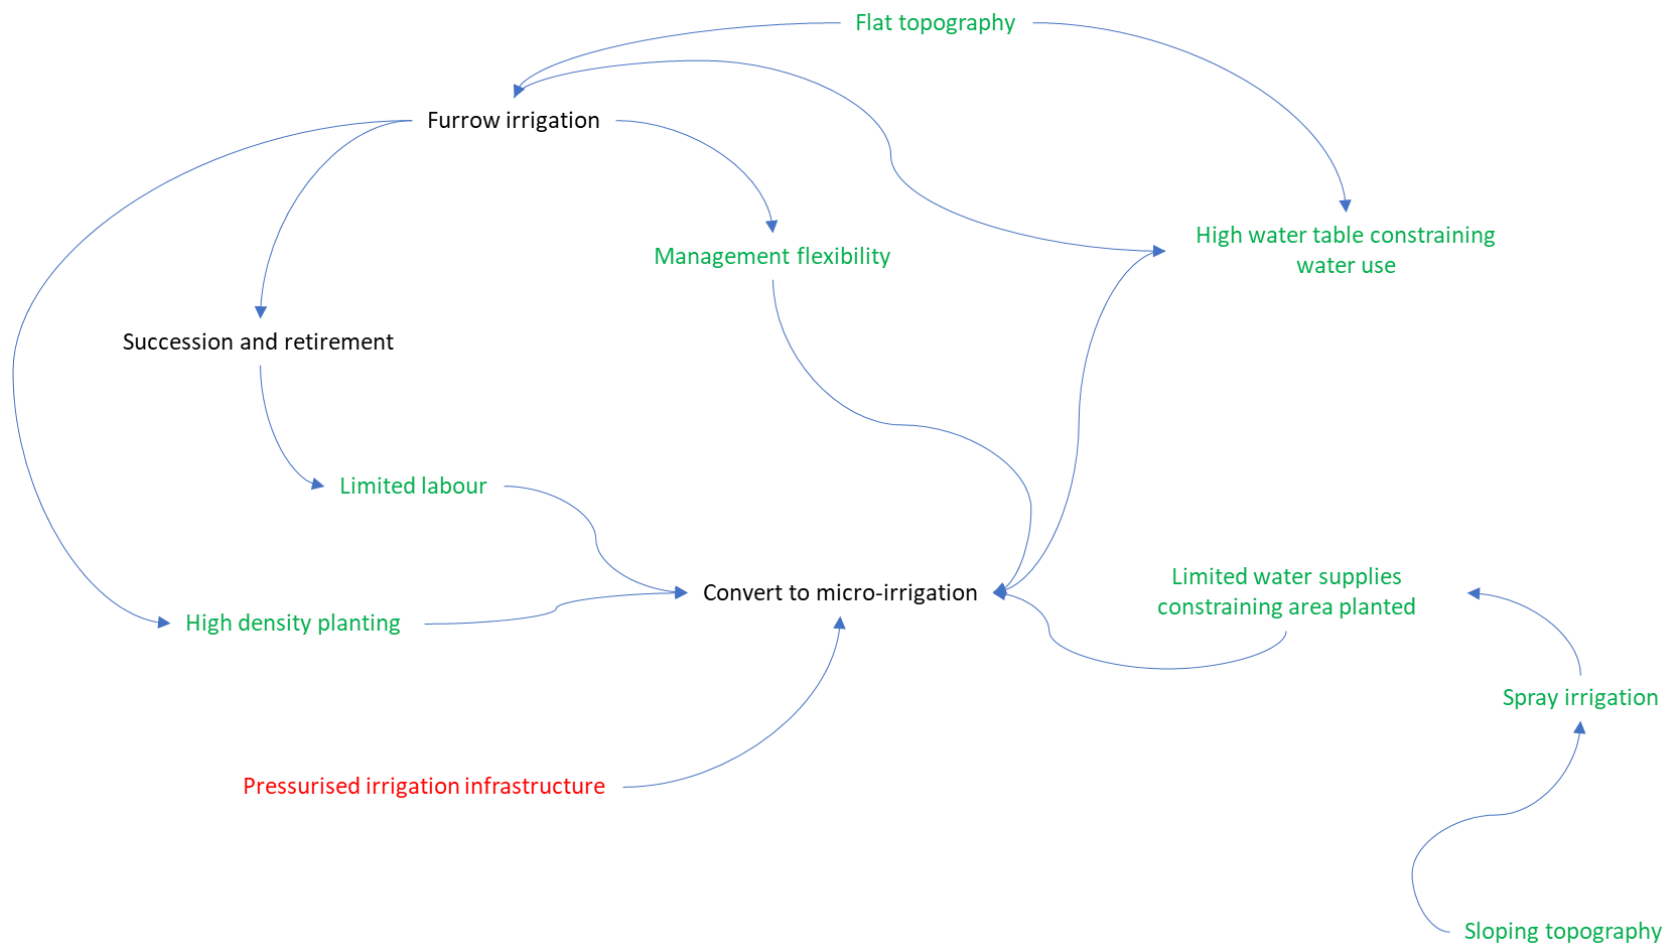 Flat topography
Furrow irrigation
High water table constraining
water use
Management flexibility
Succession and retirement
Limited labour
Limited water supplies
constraining area planted
Convert to micro-irrigation
High density planting
Spray irrigation
Pressurised irrigation infrastructure
Sloping topography